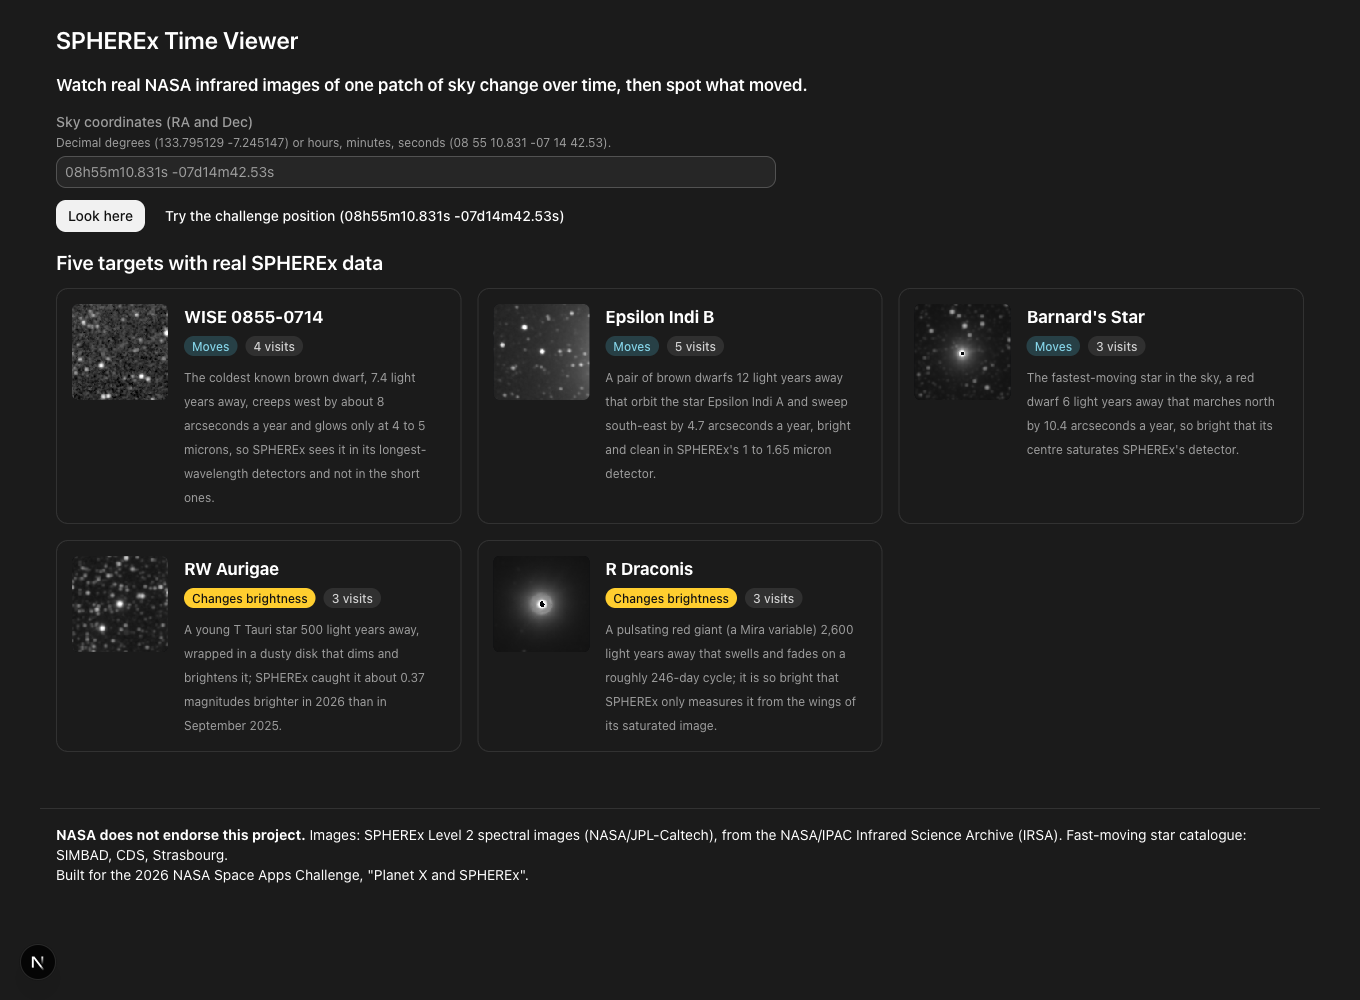 SPHEREx Time Viewer
Watch real NASA infrared images of one patch of sky change over time, then spot what moved.
Sky coordinates (RA and Dec)
Decimal degrees (133.795129 -7.245147) or hours, minutes, seconds (08 55 10.831 -07 14 42.53).
08h55m10.831s -07d14m42.53s
Look here
Try the challenge position (08h55m10.831s -07d14m42.53s)
Five targets with real SPHEREx data
WISE 0855-0714
Moves
4 visits
The coldest known brown dwarf, 7.4 light
years away, creeps west by about 8
arcseconds a year and glows only at 4 to 5
microns, so SPHEREx sees it in its longest-
wavelength detectors and not in the short
ones.
Epsilon Indi B
Moves
5 visits
A pair of brown dwarfs 12 light years away
that orbit the star Epsilon Indi A and sweep
south-east by 4.7 arcseconds a year, bright
and clean in SPHEREx's 1 to 1.65 micron
detector.
Barnard's Star
Moves
3 visits
The fastest-moving star in the sky, a red
dwarf 6 light years away that marches north
by 10.4 arcseconds a year, so bright that its
centre saturates SPHEREx's detector.
RW Aurigae
Changes brightness
3 visits
A young T Tauri star 500 light years away,
wrapped in a dusty disk that dims and
brightens it; SPHEREx caught it about 0.37
magnitudes brighter in 2026 than in
September 2025.
R Draconis
Changes brightness
3 visits
A pulsating red giant (a Mira variable) 2,600
light years away that swells and fades on a
roughly 246-day cycle; it is so bright that
SPHEREx only measures it from the wings of
its saturated image.
NASA does not endorse this project. Images: SPHEREx Level 2 spectral images (NASA/JPL-Caltech), from the NASA/IPAC Infrared Science Archive (IRSA). Fast-moving star catalogue:
SIMBAD, CDS, Strasbourg.
Built for the 2026 NASA Space Apps Challenge, "Planet X and SPHEREx".
N